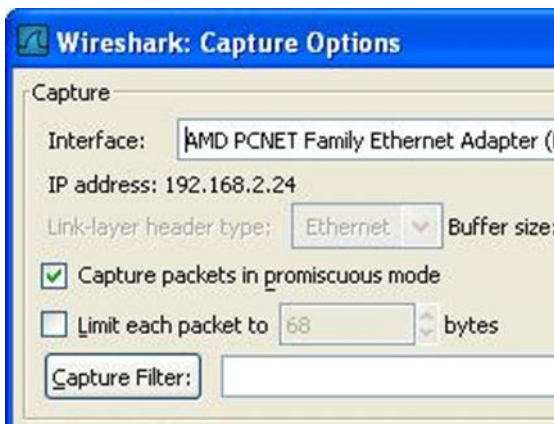 Wireshark: Capture Options
Capture
Interface: AMD PCNET Family Ethernet Adapter (
IP address: 192.168.2.24
Link-layer header type: Ethernet Buffer size:
Capture packets in promiscuous mode
Limit each packet to 68 bytes
Capture Filter: